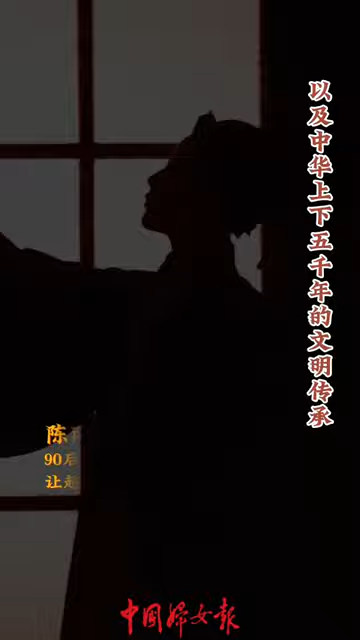 以及中华上下五千年的文明传承
陈
90后
让
中国妇女报